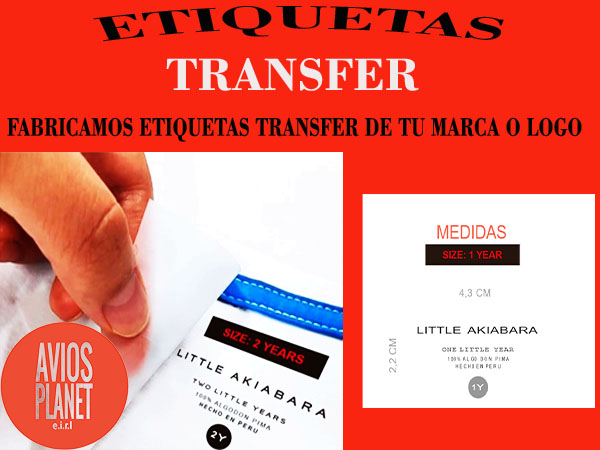 ETIQUETAS
TRANSFER
FABRICAMOS ETIQUETAS TRANSFER DE TU MARCA O LOGO
SIZE: 2 YEARS
LITTLE AKIABARA
TWO LITTLE YEARS
100% ALGODON PIMA
HECHO EN PERU
2Y
AVIOS
PLANET
e.i.r.l
MEDIDAS
SIZE: 1 YEAR
4,3 CM
2,2 CM
LITTLE AKIABARA
ONE LITTLE YEAR
100% ALGODON PIMA
HECHO EN PERU
1Y